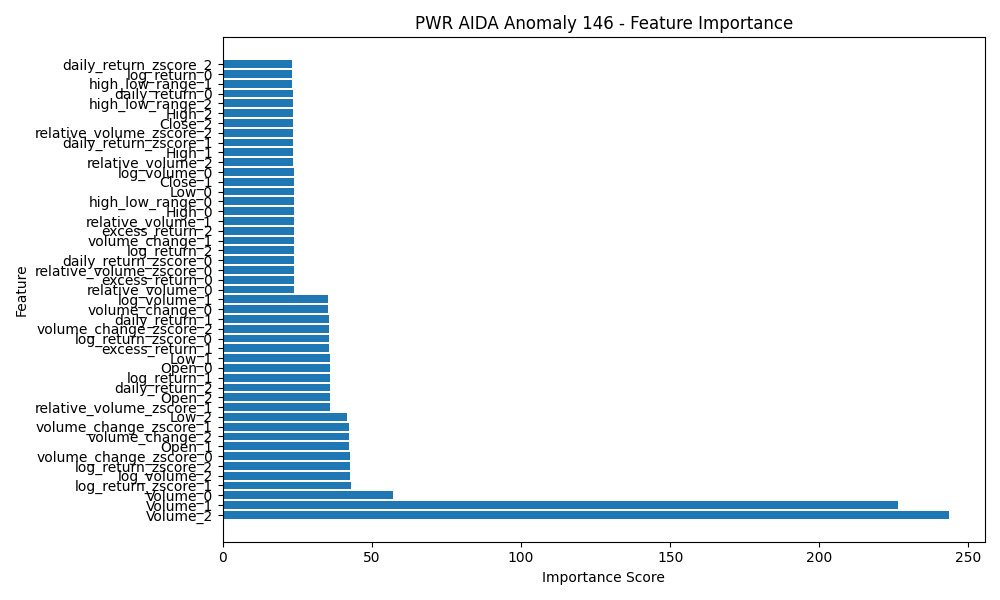 PWR AIDA Anomaly 146 - Feature Importance
daily_return_zscore_2
log_return_0
high_low_range_1
daily_return_0
high_low_range_2
High_2
Close_2
relative_volume_zscore_2
daily_return_zscore_1
High_1
relative_volume_2
log_volume_0
Close_1
Low_0
high_low_range_0
High_0
relative_volume_1
excess_return_2
volume_change_1
log_return_2
daily_return_zscore_0
relative_volume_zscore_0
excess_return_0
relative_volume_0
log_volume_1
volume_change_0
daily_return_1
volume_change_zscore_2
log_return_zscore_0
excess_return_1
Low_1
Open_0
log_return_1
daily_return_2
Open_2
relative_volume_zscore_1
Low_2
volume_change_zscore_1
volume_change_2
Open_1
volume_change_zscore_0
log_return_zscore_2
log_volume_2
log_return_zscore_1
Volume_0
Volume_1
Volume_2
Feature
0 50 100 150 200 250
Importance Score